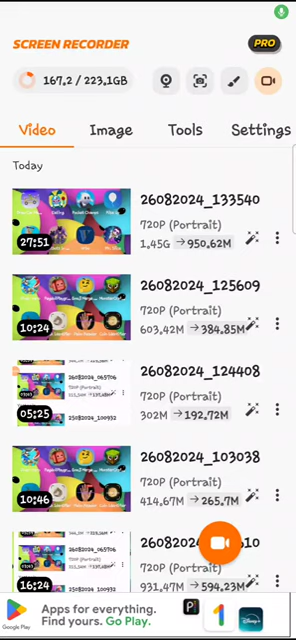 SCREEN RECORDER
PRO
167,2 / 223,1GB
Video Image Tools Settings
Today
26082024_133540
720P (Portrait)
27:51
1,45G → 950.62M
26082024_125609
720P (Portrait)
10:24
603,42M → 384.85M
26082024_124408
720P (Portrait)
05:25
302M → 192.72M
26082024_103038
720P (Portrait)
10:46
414,67M → 265.7M
720P (Portrait)
16:24
931,47M → 594.23M
Apps for everything.
Find yours. Go Play.
Google Play